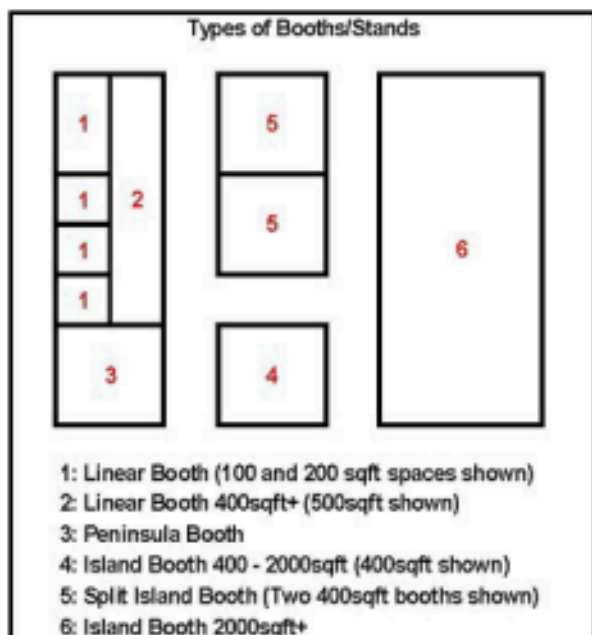 Types of Booths/Stands
1
5
1
2
5
1
6
1
3
4
1: Linear Booth (100 and 200 sqft spaces shown)
2: Linear Booth 400sqft+ (500sqft shown)
3: Peninsula Booth
4: Island Booth 400 - 2000sqft (400sqft shown)
5: Split Island Booth (Two 400sqft booths shown)
6: Island Booth 2000sqft+